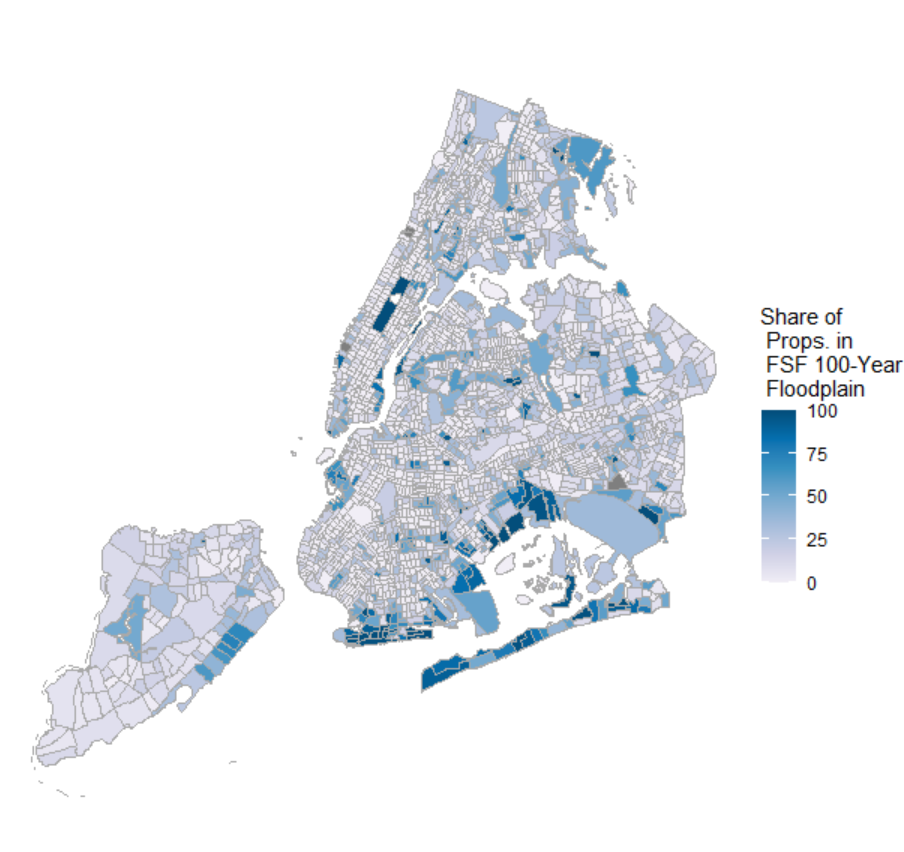 Share of
Props. in
FSF 100-Year
Floodplain
100
75
50
25
0